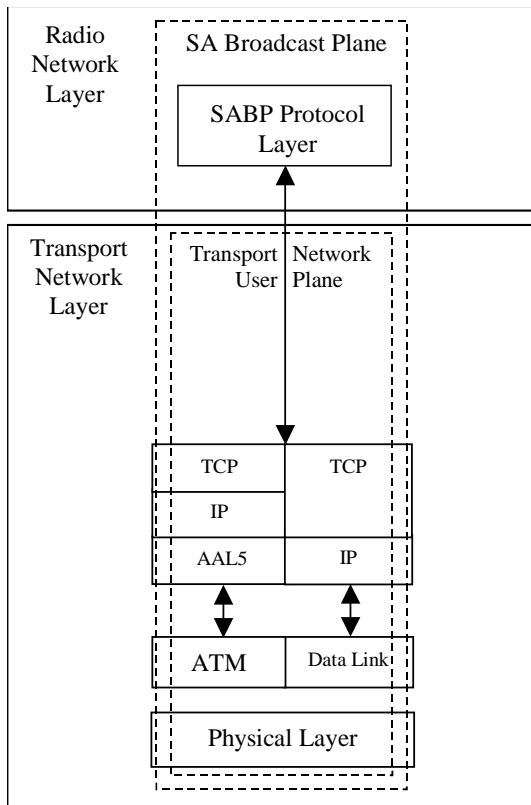 Radio
Network
Layer
SA Broadcast Plane
SABP Protocol
Layer
Transport
Network
Layer
Transport Network
User Plane
TCP TCP
IP
AAL5 IP
ATM Data Link
Physical Layer